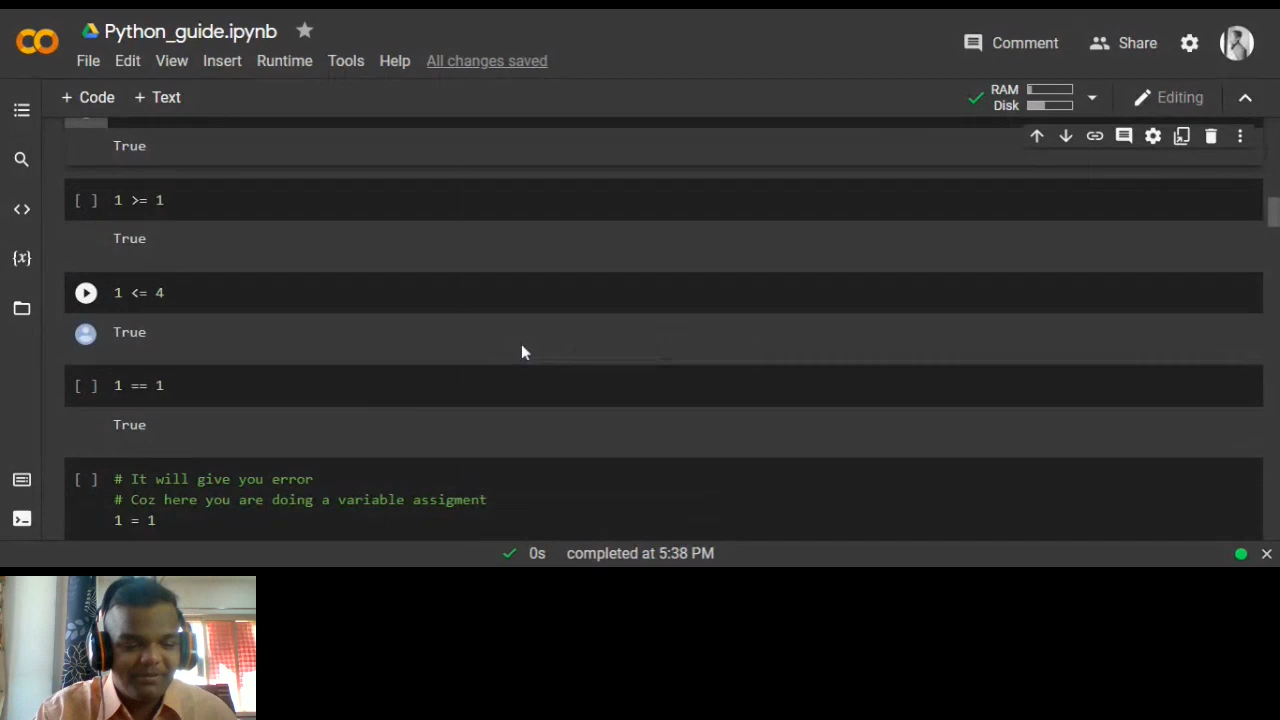 Python_guide.ipynb
Comment
Share
File Edit View Insert Runtime Tools Help All changes saved
+ Code + Text
RAM
Disk
Editing
True
[ ] 1 >= 1
True
1 <= 4
True
[ ] 1 == 1
True
[ ] # It will give you error
# Coz here you are doing a variable assigment
1 = 1
0s completed at 5:38 PM